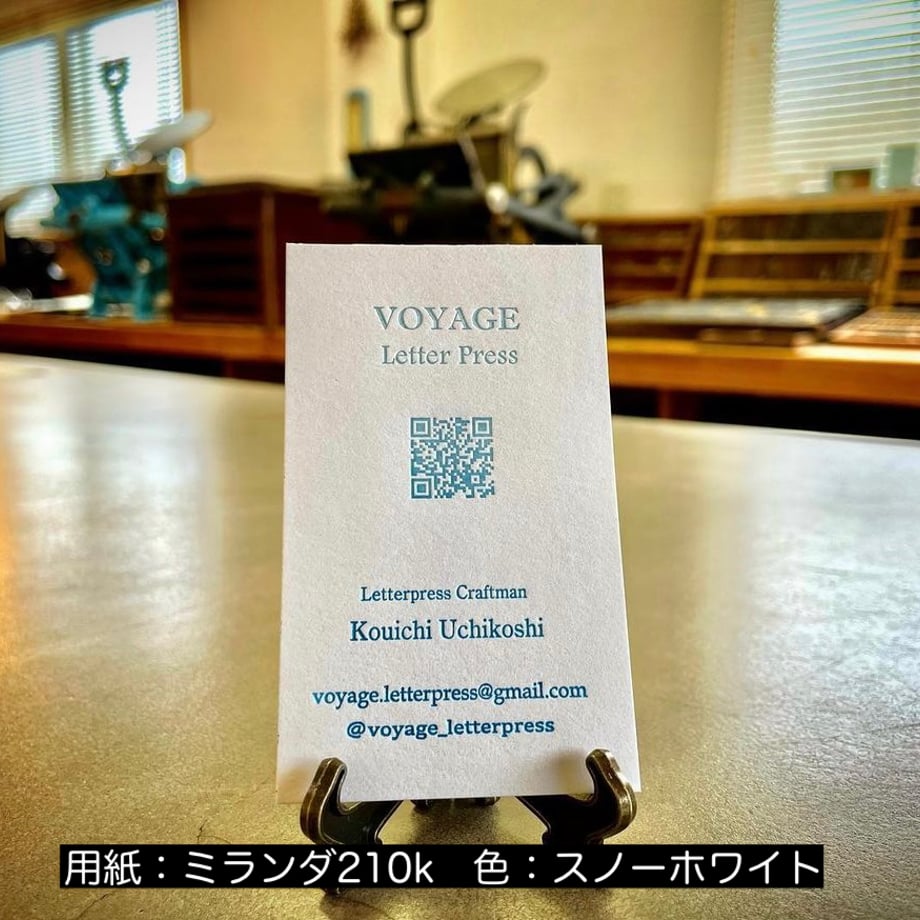 VOYAGE
Letter Press
Letterpress Craftman
Kouichi Uchikoshi
voyage.letterpress@gmail.com
@voyage_letterpress
用紙：ミランダ210k　色：スノーホワイト